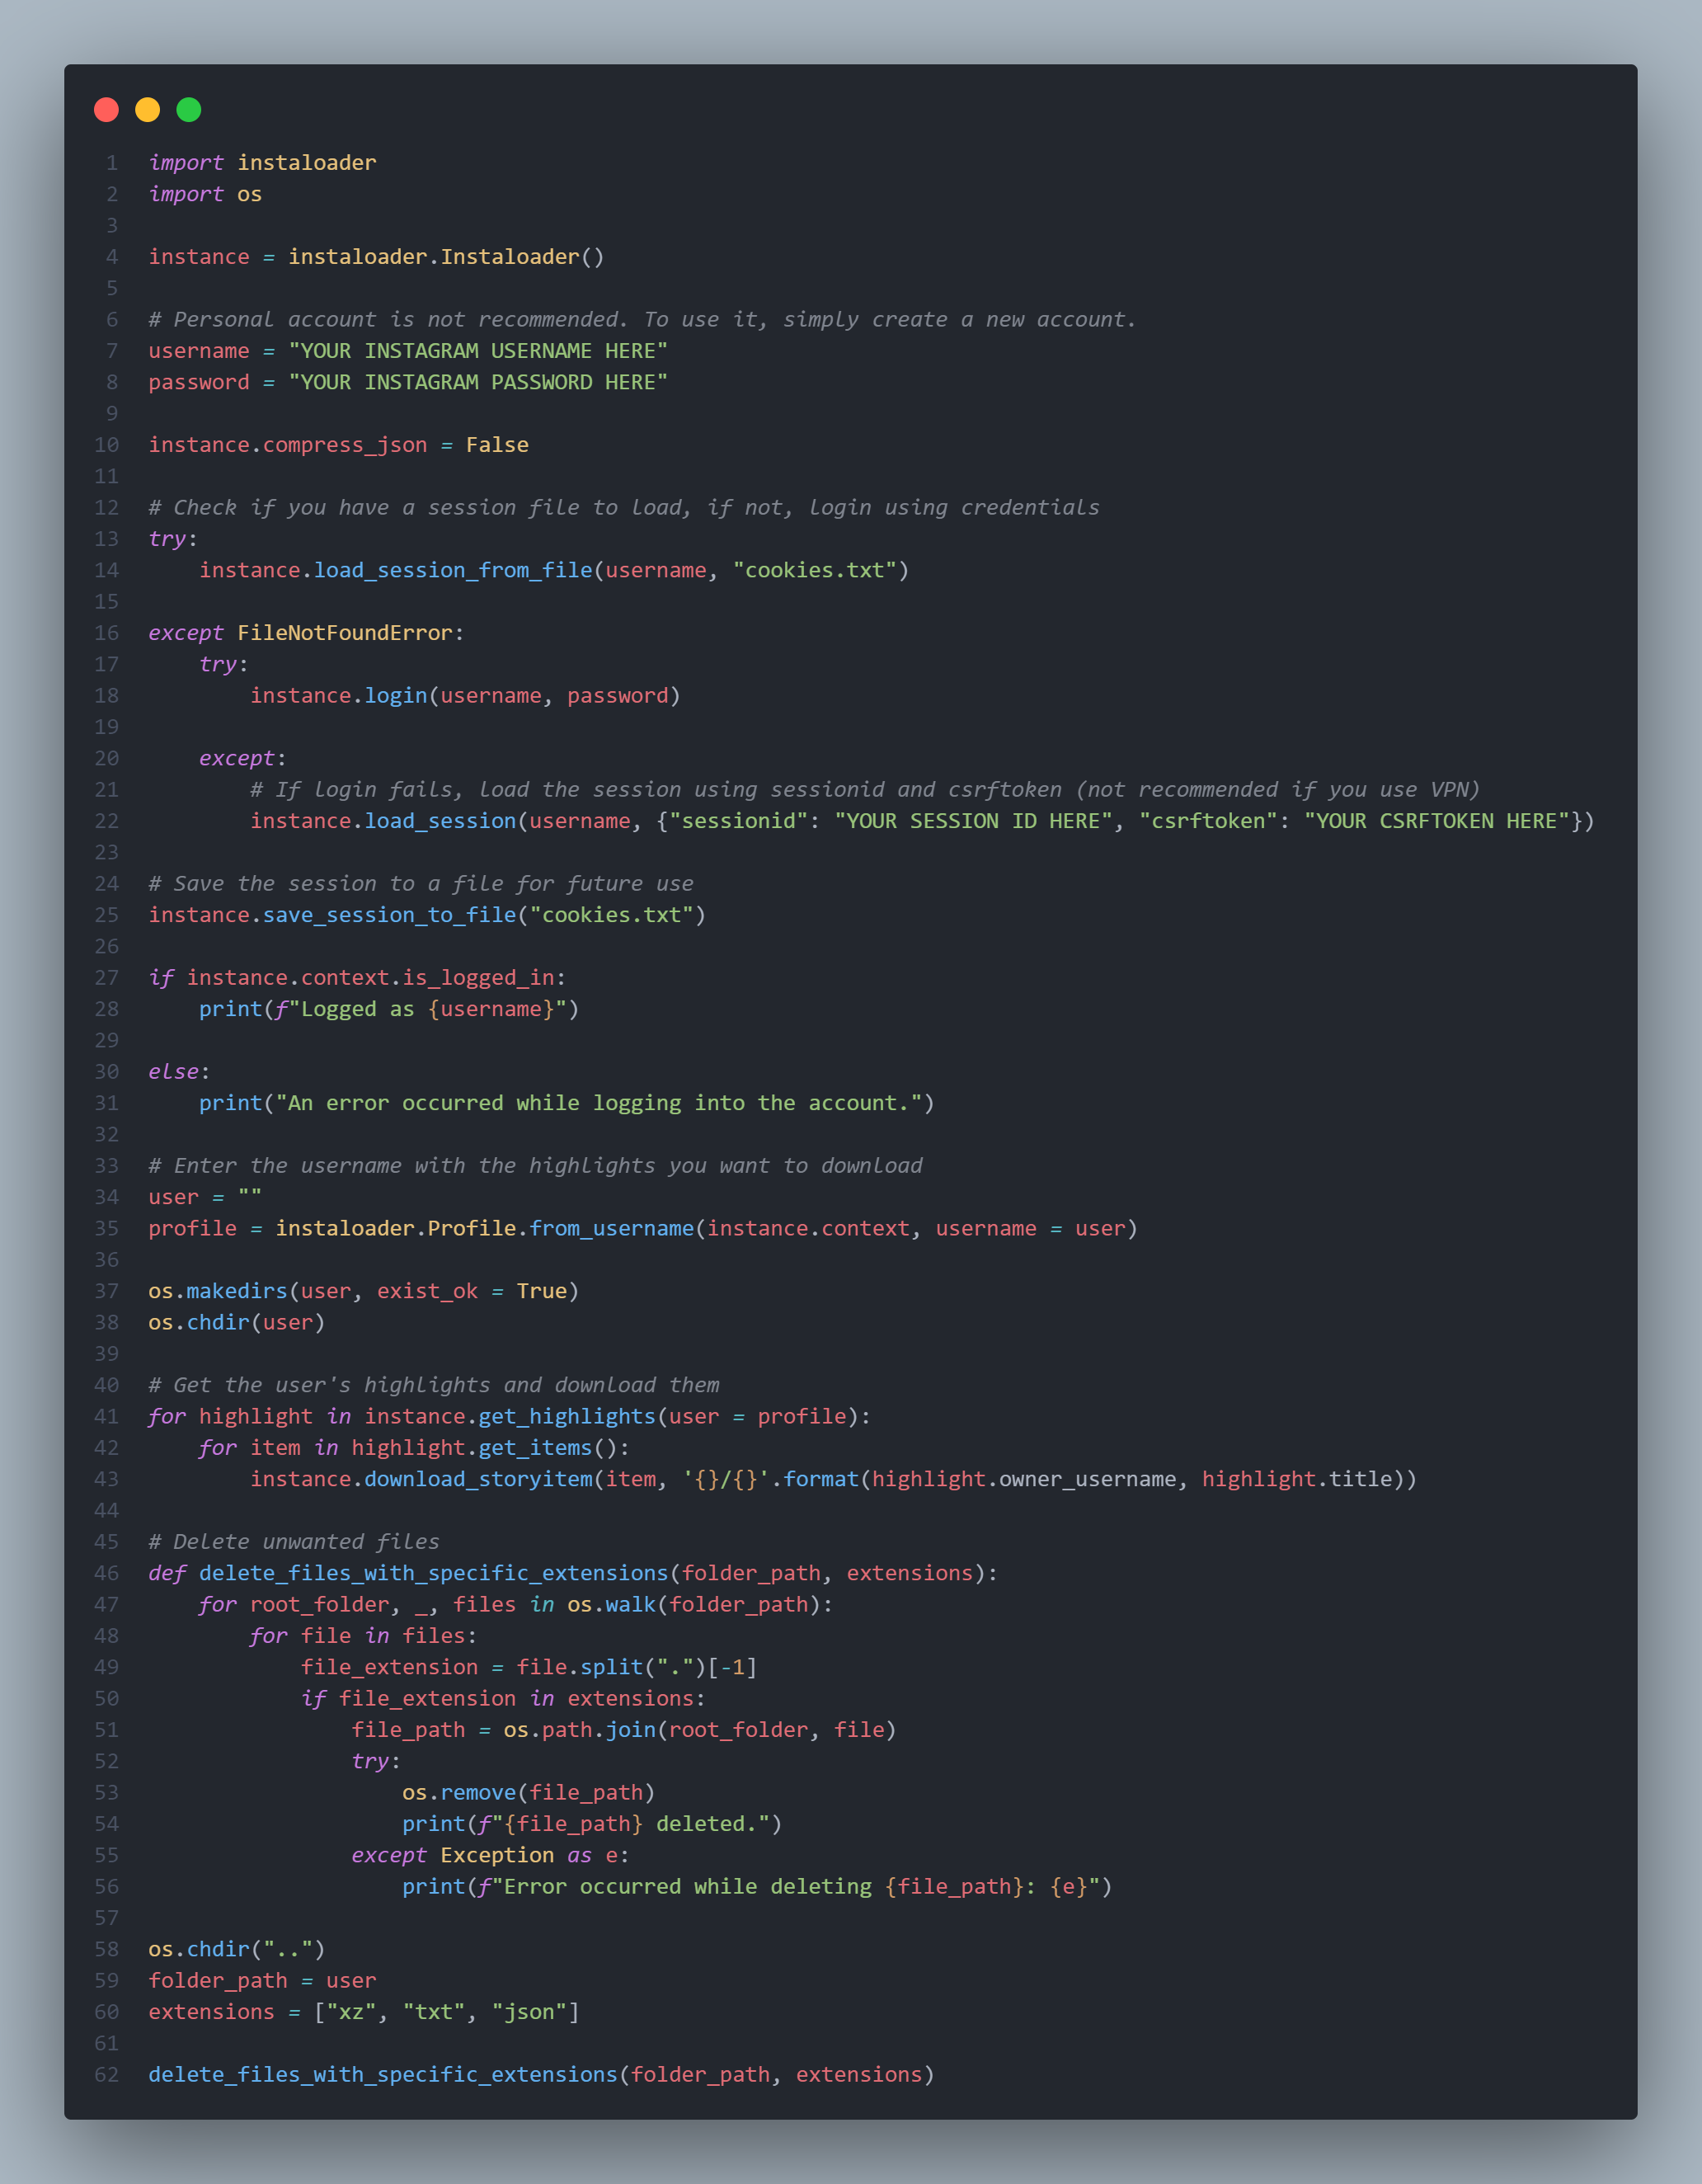 1 import instaloader
2 import os
3
4 instance = instaloader.Instaloader()
5
6 # Personal account is not recommended. To use it, simply create a new account.
7 username = "YOUR INSTAGRAM USERNAME HERE"
8 password = "YOUR INSTAGRAM PASSWORD HERE"
9
10 instance.compress_json = False
11
12 # Check if you have a session file to load, if not, login using credentials
13 try:
14     instance.load_session_from_file(username, "cookies.txt")
15
16 except FileNotFoundError:
17     try:
18         instance.login(username, password)
19
20     except:
21         # If login fails, load the session using sessionid and csrftoken (not recommended if you use VPN)
22         instance.load_session(username, {"sessionid": "YOUR SESSION ID HERE", "csrftoken": "YOUR CSRFTOKEN HERE"})
23
24 # Save the session to a file for future use
25 instance.save_session_to_file("cookies.txt")
26
27 if instance.context.is_logged_in:
28     print(f"Logged as {username}")
29
30 else:
31     print("An error occurred while logging into the account.")
32
33 # Enter the username with the highlights you want to download
34 user = ""
35 profile = instaloader.Profile.from_username(instance.context, username = user)
36
37 os.makedirs(user, exist_ok = True)
38 os.chdir(user)
39
40 # Get the user's highlights and download them
41 for highlight in instance.get_highlights(user = profile):
42     for item in highlight.get_items():
43         instance.download_storyitem(item, '{}/{}'.format(highlight.owner_username, highlight.title))
44
45 # Delete unwanted files
46 def delete_files_with_specific_extensions(folder_path, extensions):
47     for root_folder, _, files in os.walk(folder_path):
48         for file in files:
49             file_extension = file.split(".")[-1]
50             if file_extension in extensions:
51                 file_path = os.path.join(root_folder, file)
52                 try:
53                     os.remove(file_path)
54                     print(f"{file_path} deleted.")
55                 except Exception as e:
56                     print(f"Error occurred while deleting {file_path}: {e}")
57
58 os.chdir("..")
59 folder_path = user
60 extensions = ["xz", "txt", "json"]
61
62 delete_files_with_specific_extensions(folder_path, extensions)